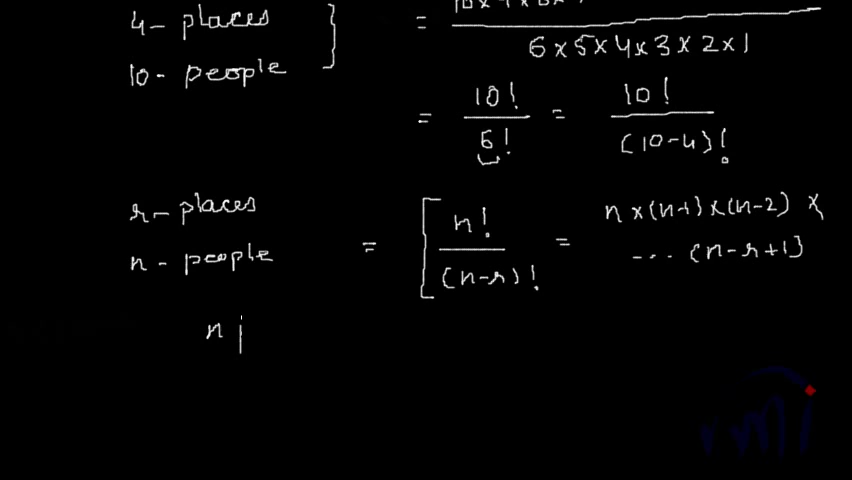 4 - places
10 - people
=
6 x 5 x 4 x 3 x 2 x 1
= 10! / 6! = 10! / (10-4)!
r - places
n - people
= [ n! / (n-r)! = n x (n-1) x (n-2) x
... (n-r+1)
n
rmi